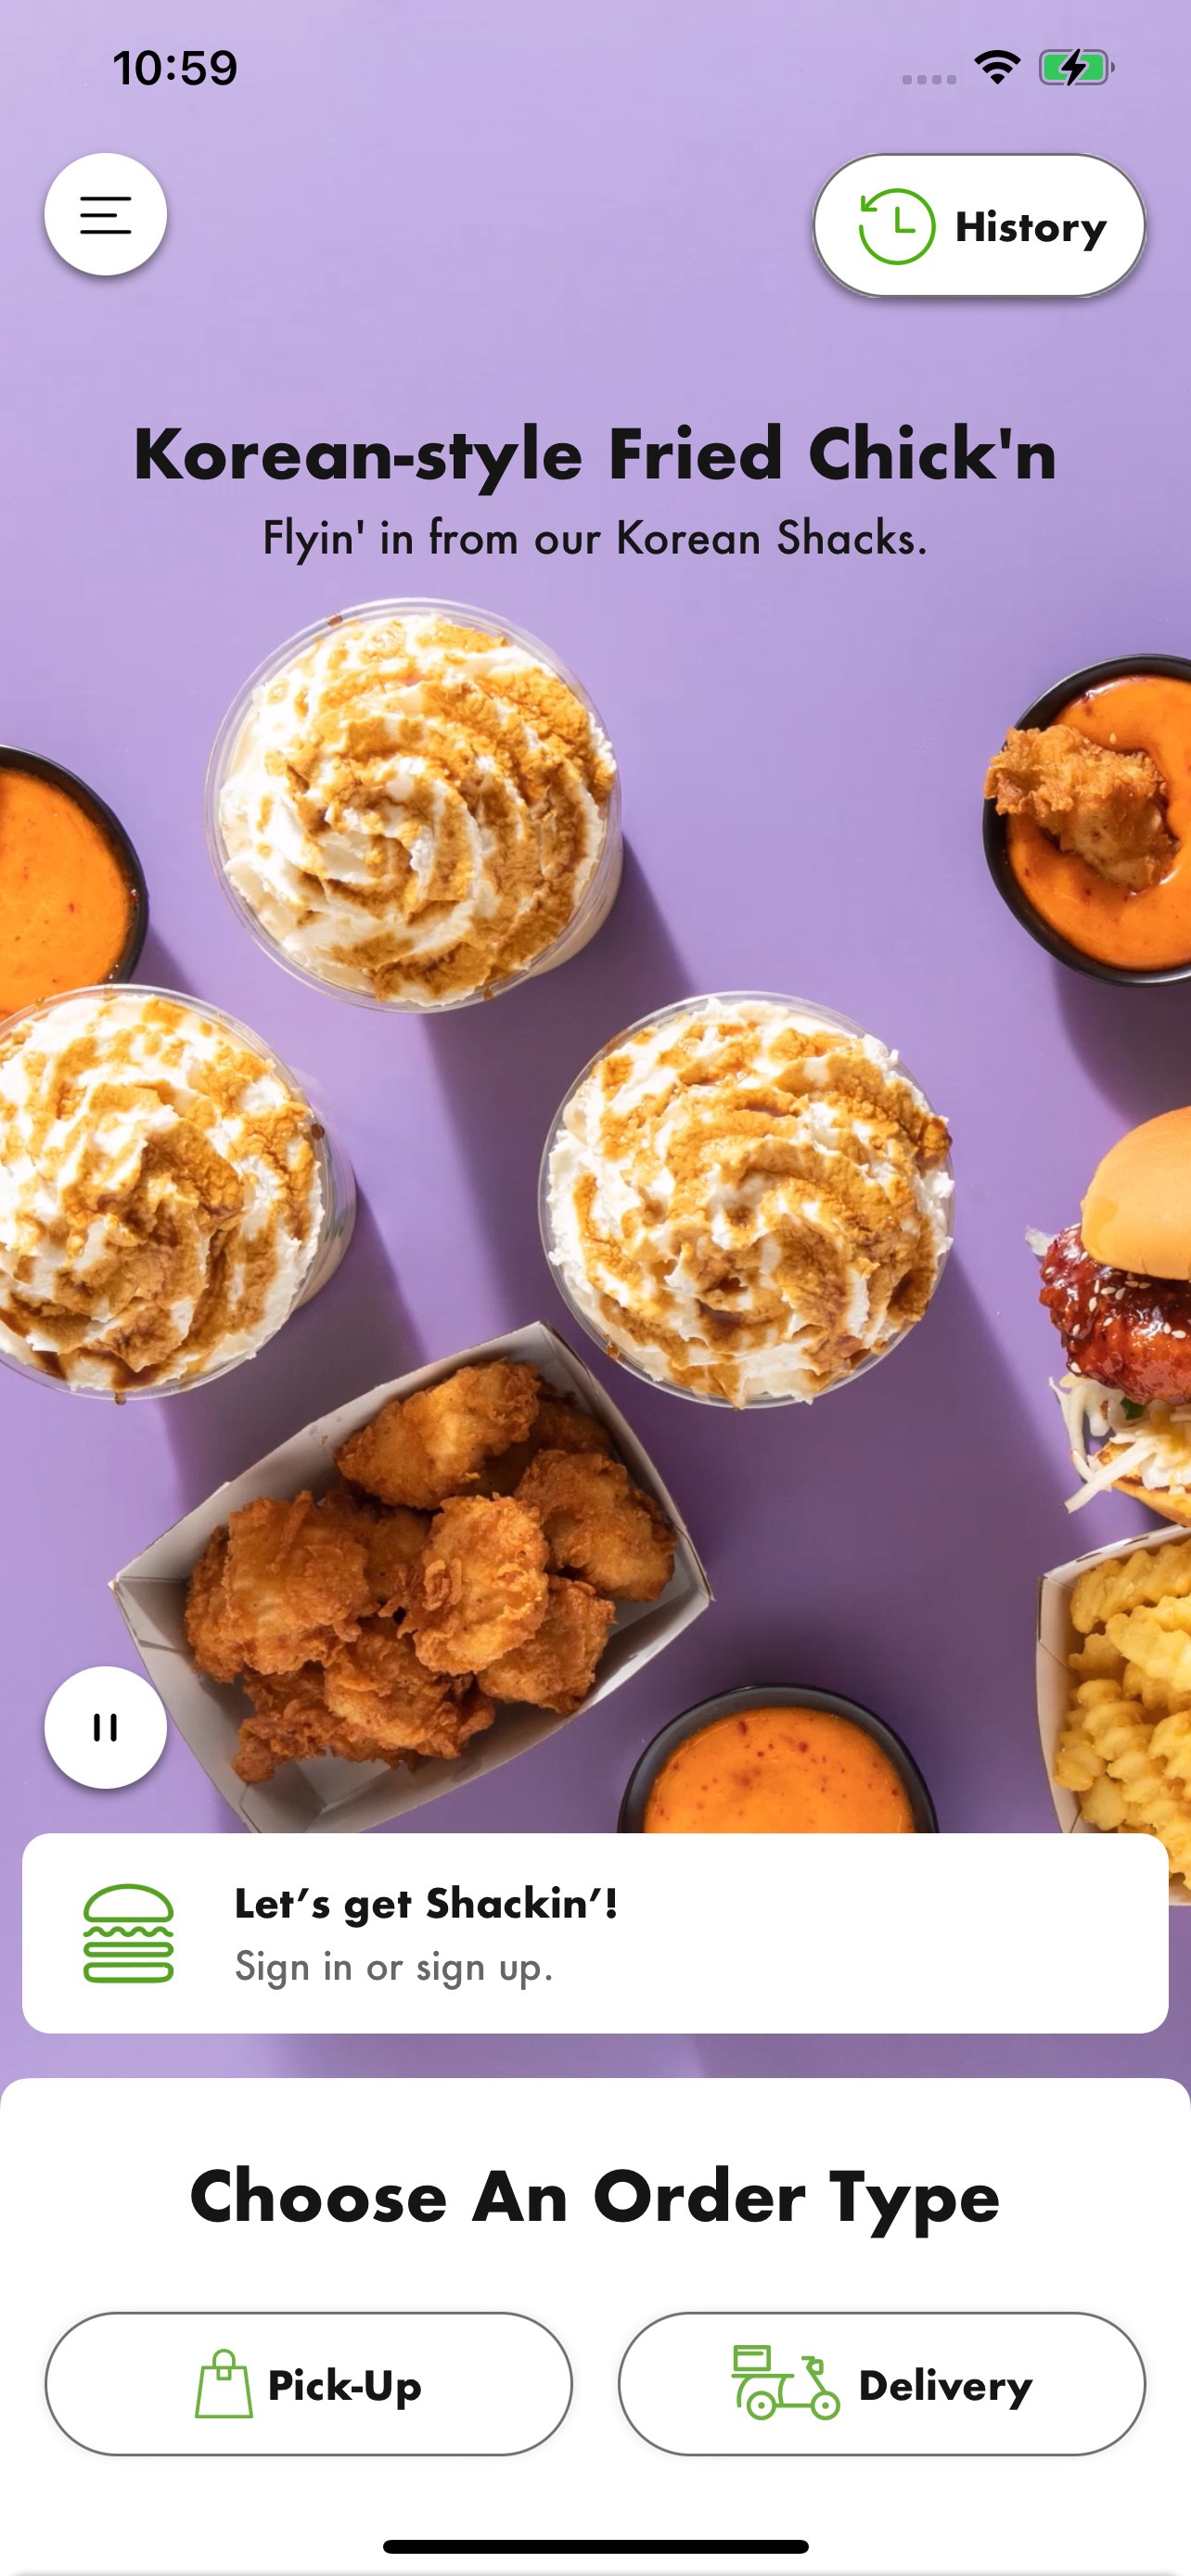 10:59
History
Korean-style Fried Chick'n
Flyin' in from our Korean Shacks.
Let’s get Shackin’!
Sign in or sign up.
Choose An Order Type
Pick-Up
Delivery